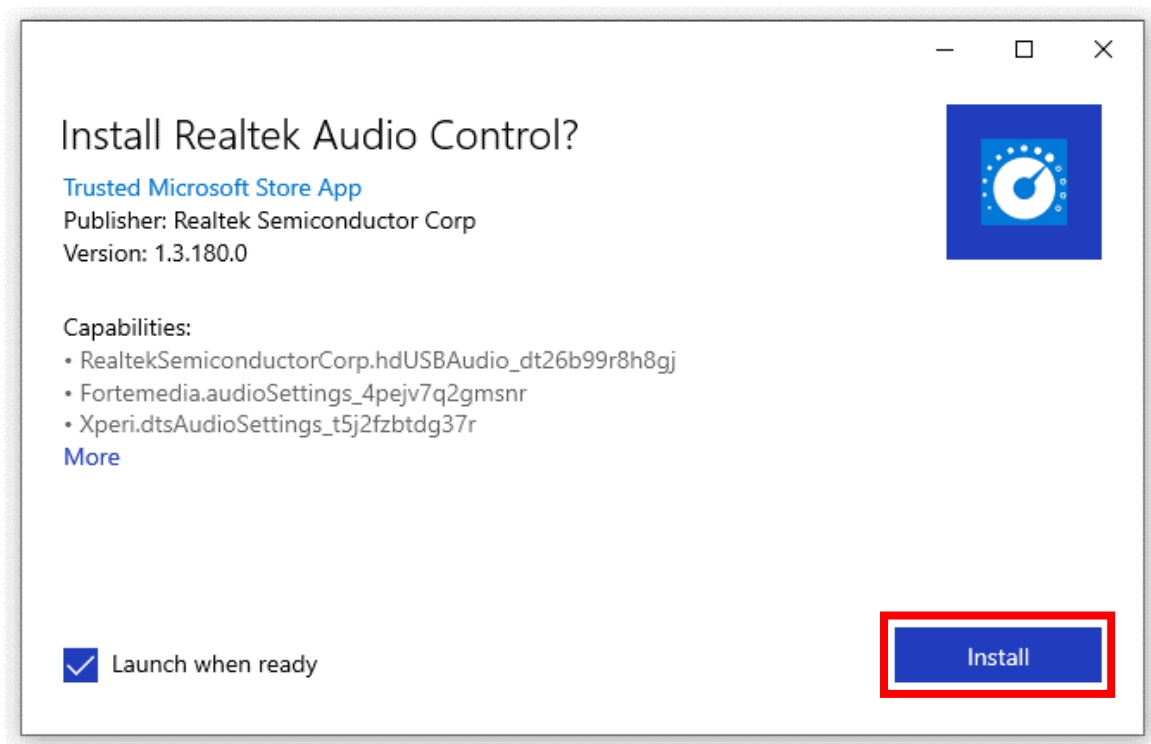 Install Realtek Audio Control?
Trusted Microsoft Store App
Publisher: Realtek Semiconductor Corp
Version: 1.3.180.0
Capabilities:
• RealtekSemiconductorCorp.hdUSBAudio_dt26b99r8h8gj
• Fortemedia.audioSettings_4pejv7q2gmsnr
• Xperi.dtsAudioSettings_t5j2fzbtdg37r
More
Launch when ready
Install